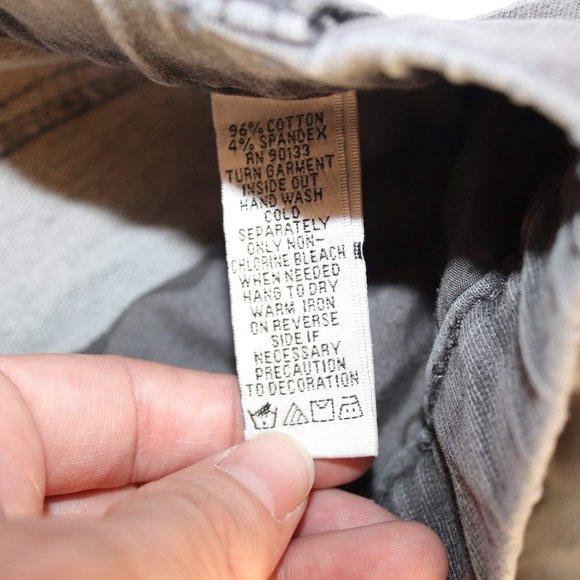 96% COTTON
4% SPANDEX
RN 90133
TURN GARMENT
INSIDE OUT
HAND WASH
COLD
SEPARATELY
ONLY NON-
CHLORINE BLEACH
WHEN NEEDED
HANG TO DRY
WARM IRON
ON REVERSE
SIDE IF
NECESSARY
PRECAUTION
TO DECORATION